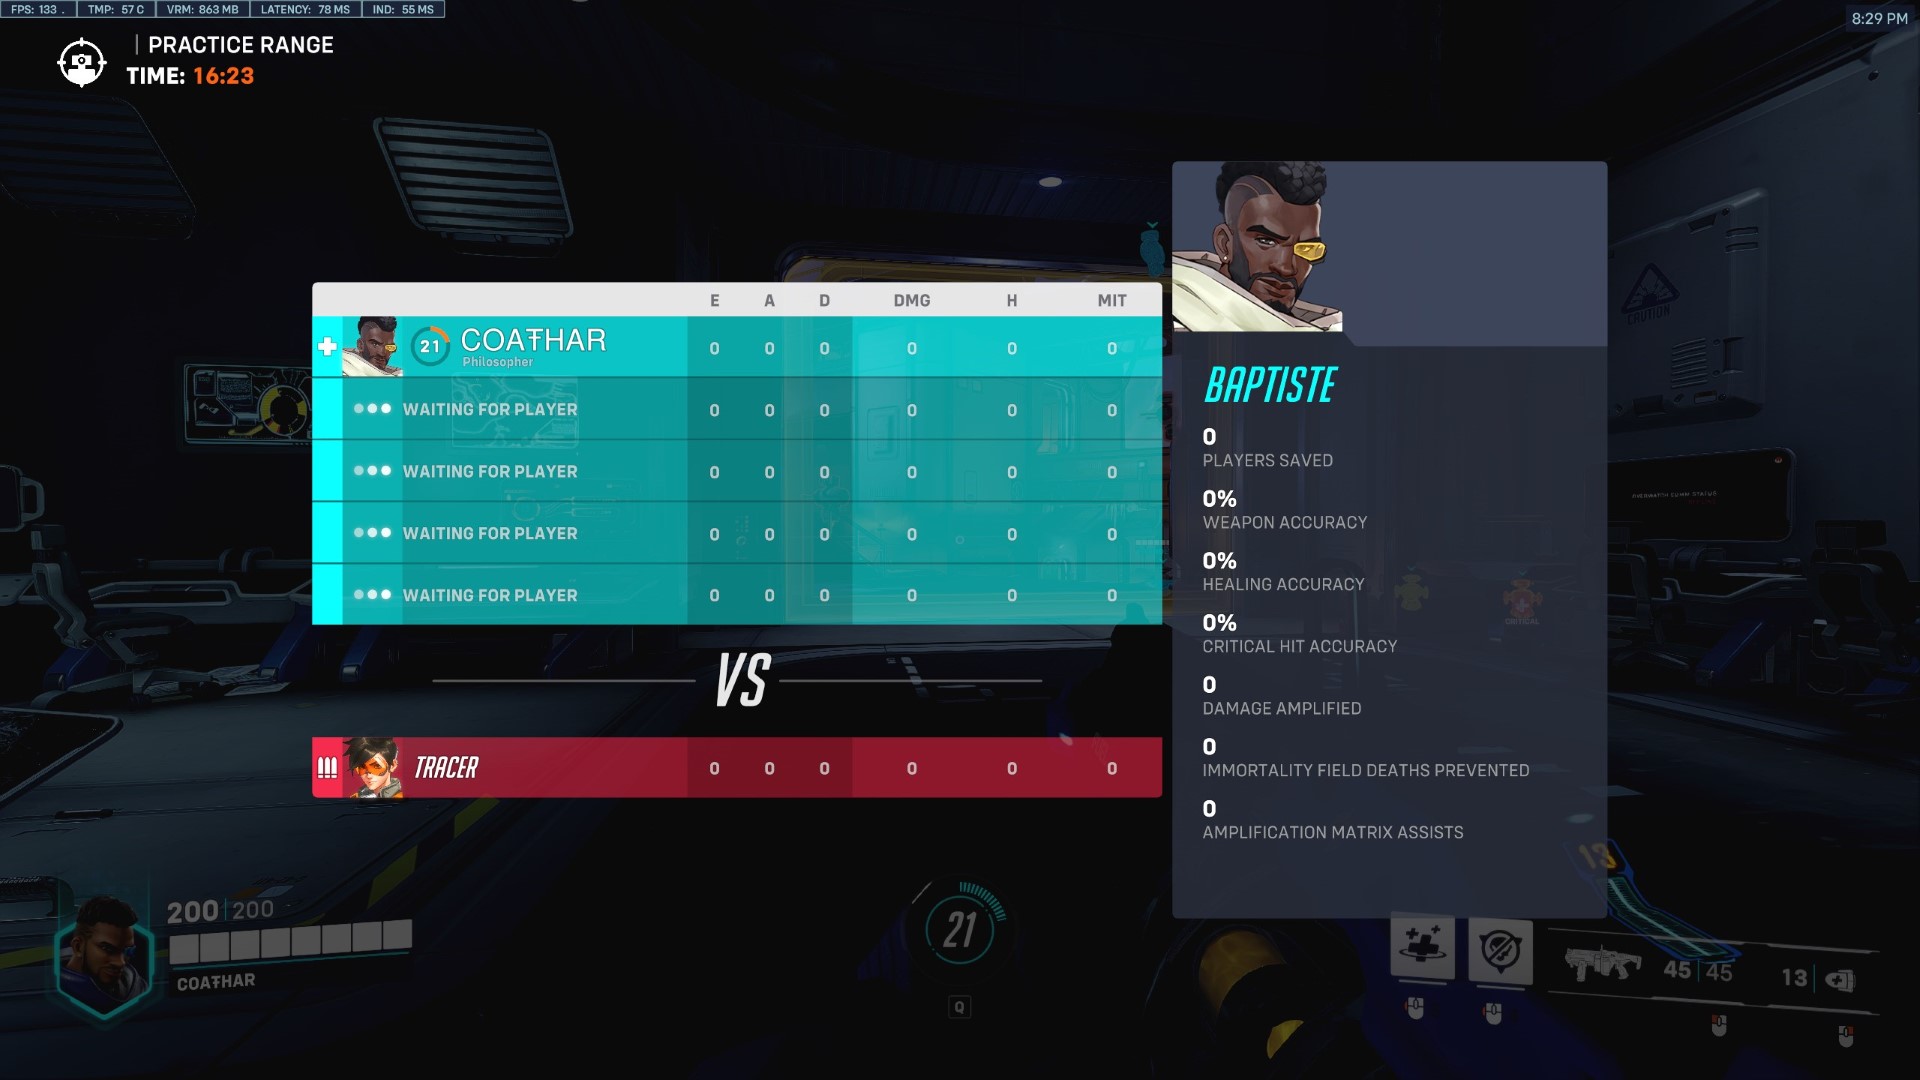 FPS: 133 . TMP: 57 C VRM: 863 MB LATENCY: 78 MS IND: 55 MS
8:29 PM
| PRACTICE RANGE
TIME: 16:23
E A D DMG H MIT
21 COAŦHAR 0 0 0 0 0 0
Philosopher
WAITING FOR PLAYER 0 0 0 0 0 0
WAITING FOR PLAYER 0 0 0 0 0 0
WAITING FOR PLAYER 0 0 0 0 0 0
WAITING FOR PLAYER 0 0 0 0 0 0
VS
TRACER 0 0 0 0 0 0
BAPTISTE
0
PLAYERS SAVED
0%
WEAPON ACCURACY
0%
HEALING ACCURACY
0%
CRITICAL HIT ACCURACY
0
DAMAGE AMPLIFIED
0
IMMORTALITY FIELD DEATHS PREVENTED
0
AMPLIFICATION MATRIX ASSISTS
CAUTION
CRITICAL
13
200 | 200
COAŦHAR
21
Q
45 | 45
13